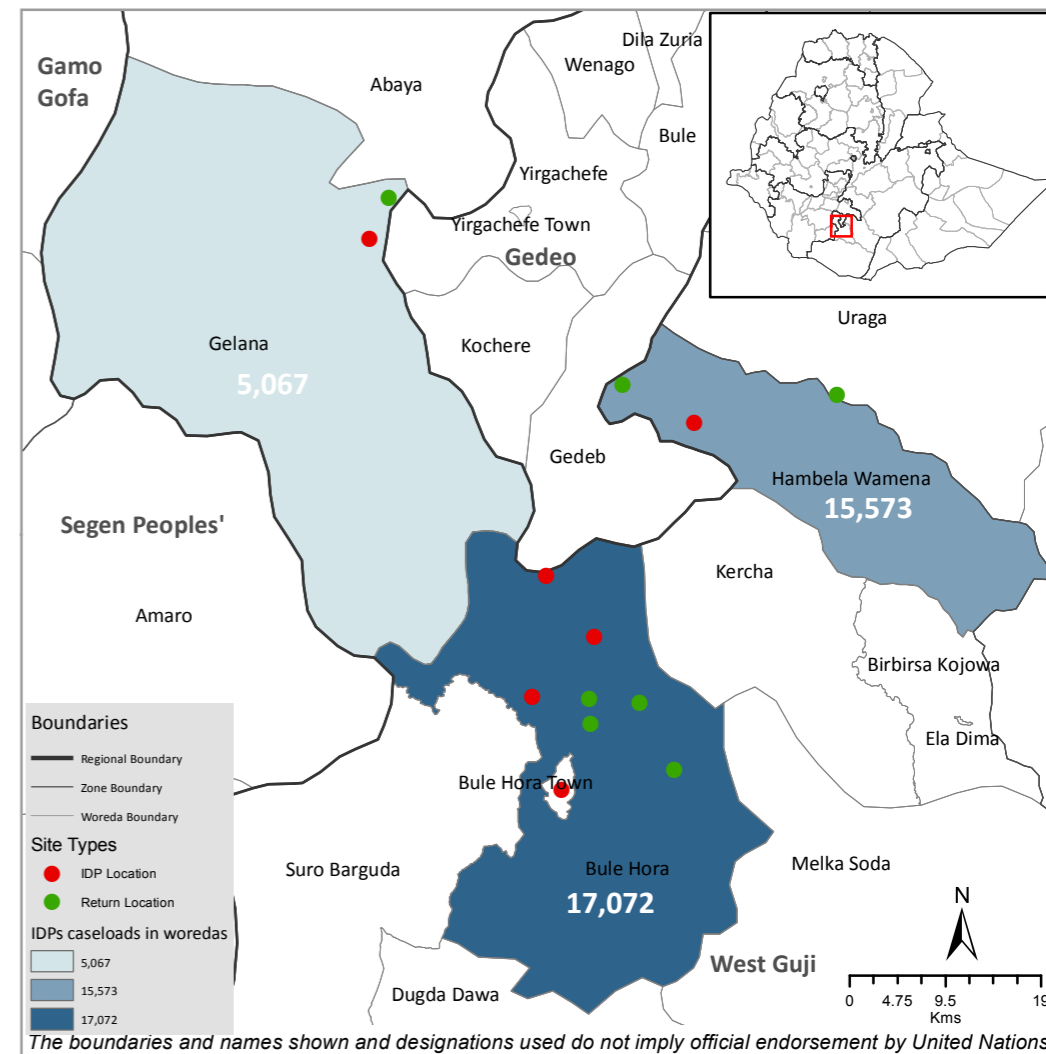 Dila Zuria
Gamo
Gofa
Wenago
Abaya
Bule
Yirgachefe
Yirgachefe Town
Gedeo
Uraga
Gelana
5,067
Kochere
Gedeb
Hambela Wamena
15,573
Segen Peoples'
Kercha
Amaro
Birbirsa Kojowa
Ela Dima
Bule Hora Town
Suro Barguda
Bule Hora
17,072
Melka Soda
West Guji
Dugda Dawa
Boundaries
Regional Boundary
Zone Boundary
Woreda Boundary
Site Types
IDP Location
Return Location
IDPs caseloads in woredas
5,067
15,573
17,072
N
0 4.75 9.5 19
Kms
The boundaries and names shown and designations used do not imply official endorsement by United Nations